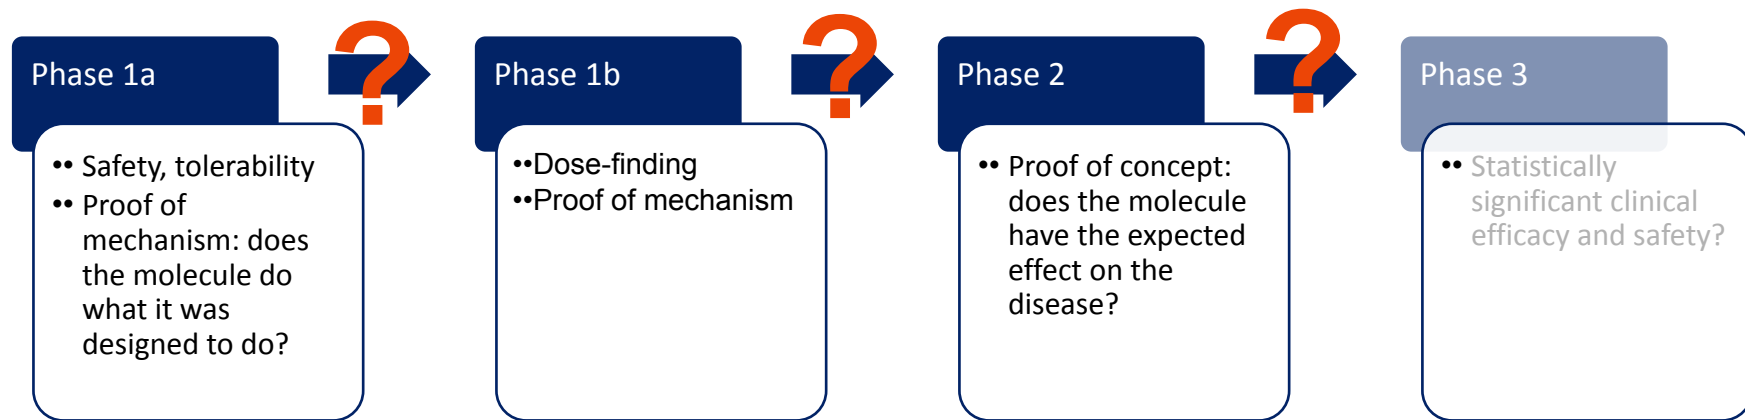 Phase 1a
?
•• Safety, tolerability
•• Proof of
mechanism: does
the molecule do
what it was
designed to do?
Phase 1b
?
••Dose-finding
••Proof of mechanism
Phase 2
?
•• Proof of concept:
does the molecule
have the expected
effect on the
disease?
Phase 3
•• Statistically
significant clinical
efficacy and safety?